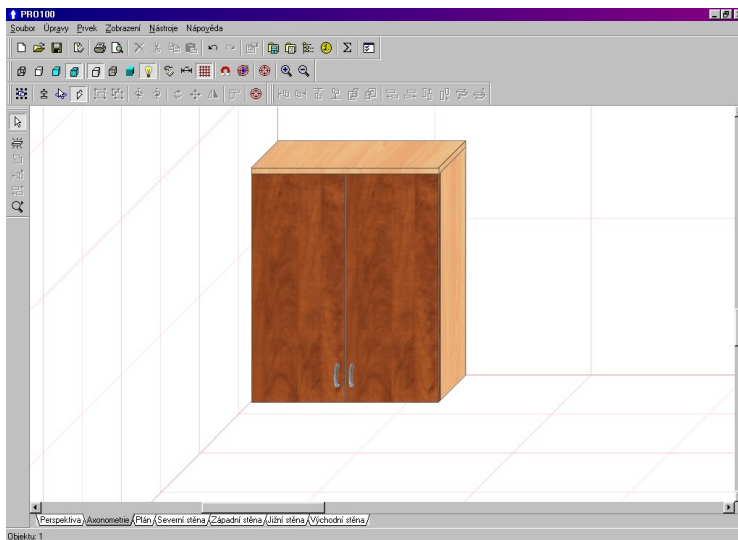 PRO100
Soubor Úpravy Prvek Zobrazení Nástroje Nápověda
Perspektiva Axonometrie Plán Severní stěna Západní stěna Jižní stěna Východní stěna
Objektů: 1